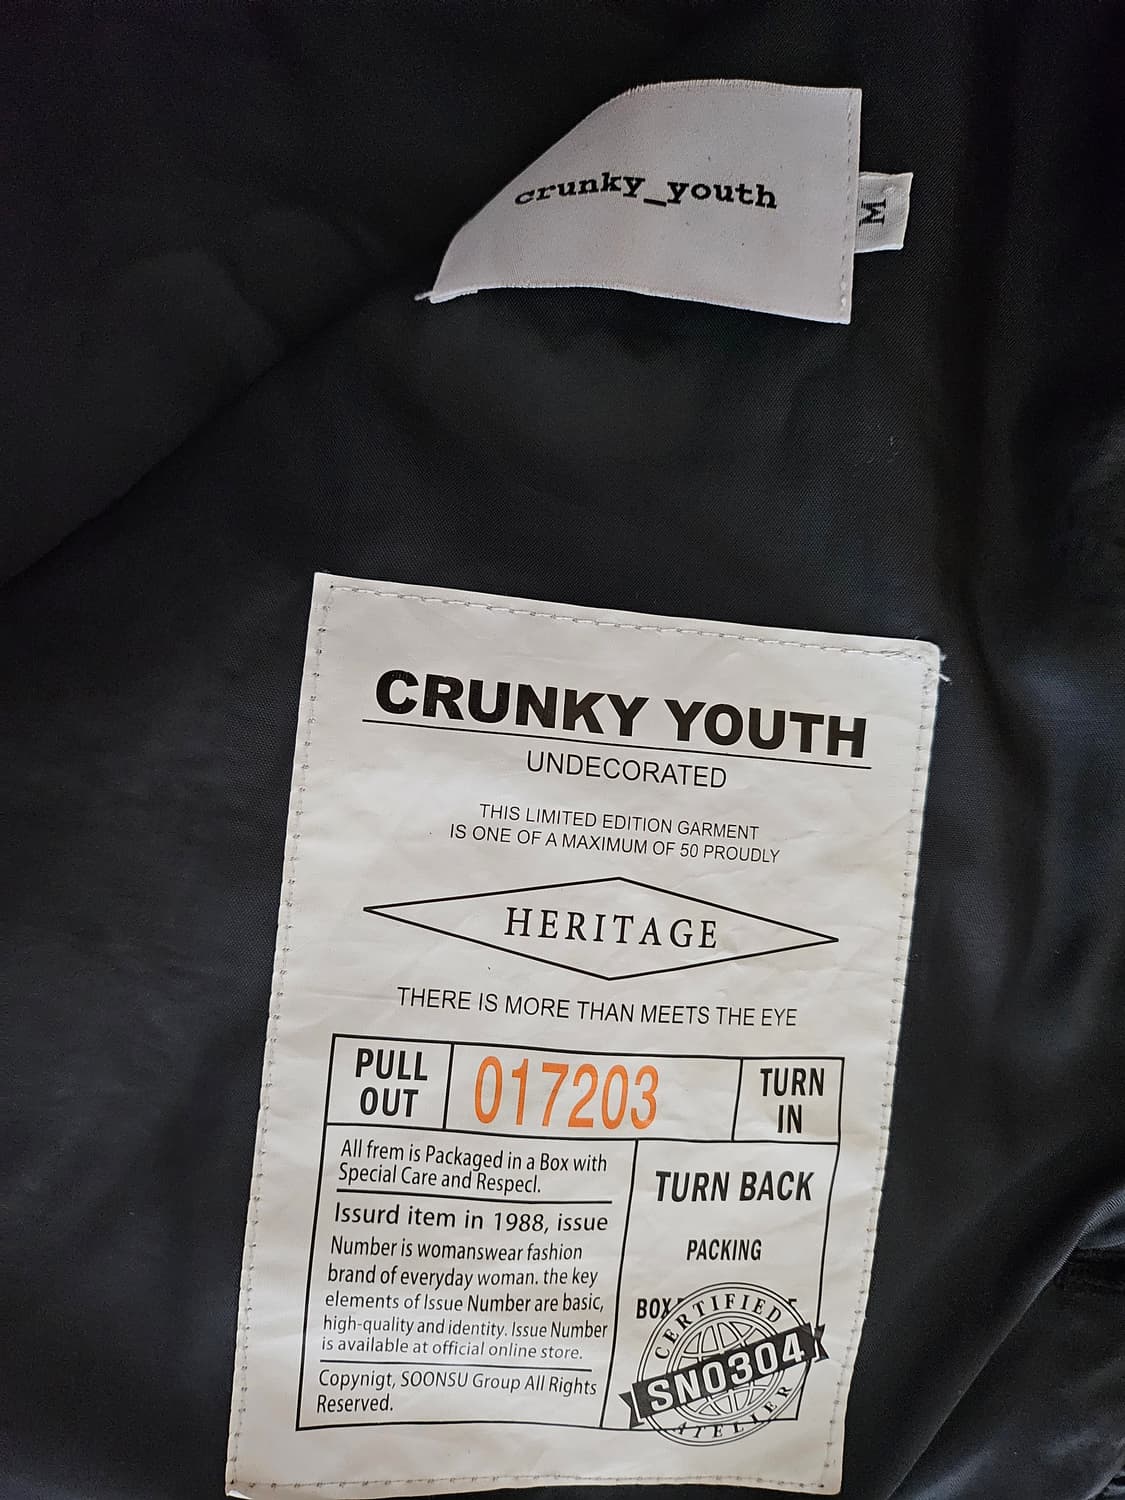 crunky_youth
M
CRUNKY YOUTH
UNDECORATED
THIS LIMITED EDITION GARMENT
IS ONE OF A MAXIMUM OF 50 PROUDLY
HERITAGE
THERE IS MORE THAN MEETS THE EYE
PULL
OUT
017203
TURN
IN
All frem is Packaged in a Box with
Special Care and Respecl.
Issurd item in 1988, issue
Number is womanswear fashion
brand of everyday woman. the key
elements of Issue Number are basic,
high-quality and identity. Issue Number
is available at official online store.
Copynigt, SOONSU Group All Rights
Reserved.
TURN BACK
PACKING
BOX
CERTIFIED
SNO304
ATELIER